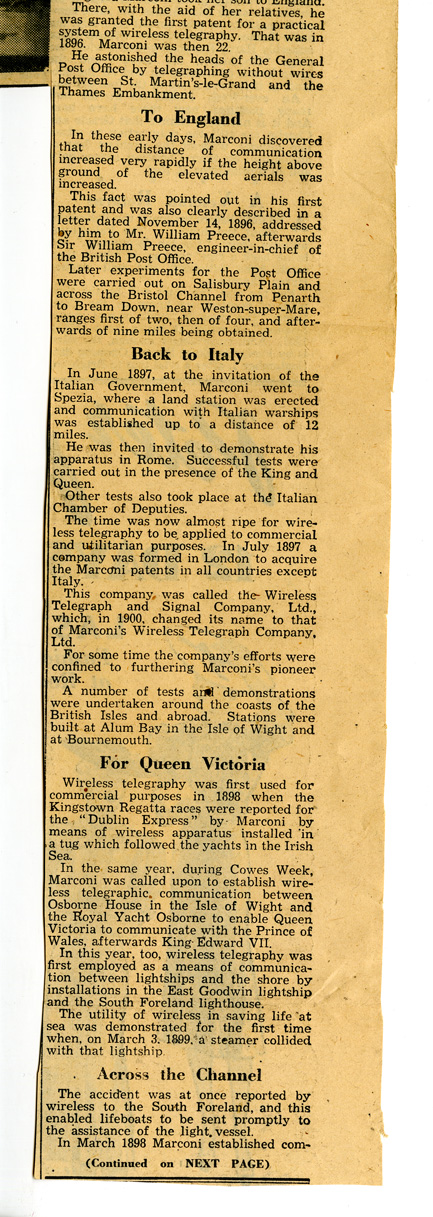 took her son to England.
There, with the aid of her relatives, he
was granted the first patent for a practical
system of wireless telegraphy. That was in
1896. Marconi was then 22.
He astonished the heads of the General
Post Office by telegraphing without wires
between St. Martin's-le-Grand and the
Thames Embankment.
To England
In these early days, Marconi discovered
that the distance of communication
increased very rapidly if the height above
ground of the elevated aerials was
increased.
This fact was pointed out in his first
patent and was also clearly described in a
letter dated November 14, 1896, addressed
by him to Mr. William Preece, afterwards
Sir William Preece, engineer-in-chief of
the British Post Office.
Later experiments for the Post Office
were carried out on Salisbury Plain and
across the Bristol Channel from Penarth
to Bream Down, near Weston-super-Mare,
ranges first of two, then of four, and after-
wards of nine miles being obtained.
Back to Italy
In June 1897, at the invitation of the
Italian Government, Marconi went to
Spezia, where a land station was erected
and communication with Italian warships
was established up to a distance of 12
miles.
He was then invited to demonstrate his
apparatus in Rome. Successful tests were
carried out in the presence of the King and
Queen.
Other tests also took place at the Italian
Chamber of Deputies.
The time was now almost ripe for wire-
less telegraphy to be applied to commercial
and utilitarian purposes. In July 1897 a
company was formed in London to acquire
the Marconi patents in all countries except
Italy.
This company was called the Wireless
Telegraph and Signal Company, Ltd.,
which, in 1900, changed its name to that
of Marconi's Wireless Telegraph Company,
Ltd.
For some time the company's efforts were
confined to furthering Marconi's pioneer
work.
A number of tests and demonstrations
were undertaken around the coasts of the
British Isles and abroad. Stations were
built at Alum Bay in the Isle of Wight and
at Bournemouth.
For Queen Victoria
Wireless telegraphy was first used for
commercial purposes in 1898 when the
Kingstown Regatta races were reported for
the "Dublin Express" by Marconi by
means of wireless apparatus installed in
a tug which followed the yachts in the Irish
Sea.
In the same year, during Cowes Week,
Marconi was called upon to establish wire-
less telegraphic communication between
Osborne House in the Isle of Wight and
the Royal Yacht Osborne to enable Queen
Victoria to communicate with the Prince of
Wales, afterwards King Edward VII.
In this year, too, wireless telegraphy was
first employed as a means of communica-
tion between lightships and the shore by
installations in the East Goodwin lightship
and the South Foreland lighthouse.
The utility of wireless in saving life at
sea was demonstrated for the first time
when, on March 3, 1899, a steamer collided
with that lightship
Across the Channel
The accident was at once reported by
wireless to the South Foreland, and this
enabled lifeboats to be sent promptly to
the assistance of the light vessel.
In March 1898 Marconi established com-
(Continued on NEXT PAGE)